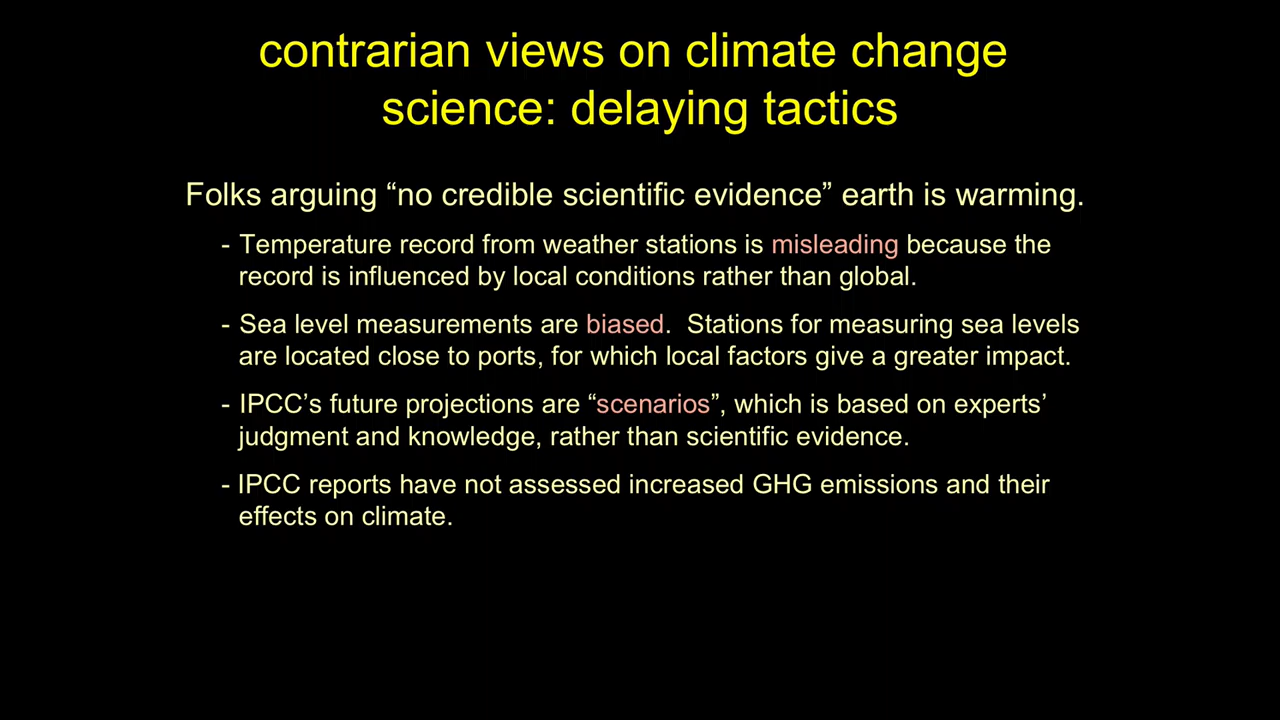 contrarian views on climate change
science: delaying tactics
Folks arguing “no credible scientific evidence” earth is warming.
- Temperature record from weather stations is misleading because the
record is influenced by local conditions rather than global.
- Sea level measurements are biased.  Stations for measuring sea levels
are located close to ports, for which local factors give a greater impact.
- IPCC’s future projections are “scenarios”, which is based on experts’
judgment and knowledge, rather than scientific evidence.
- IPCC reports have not assessed increased GHG emissions and their
effects on climate.